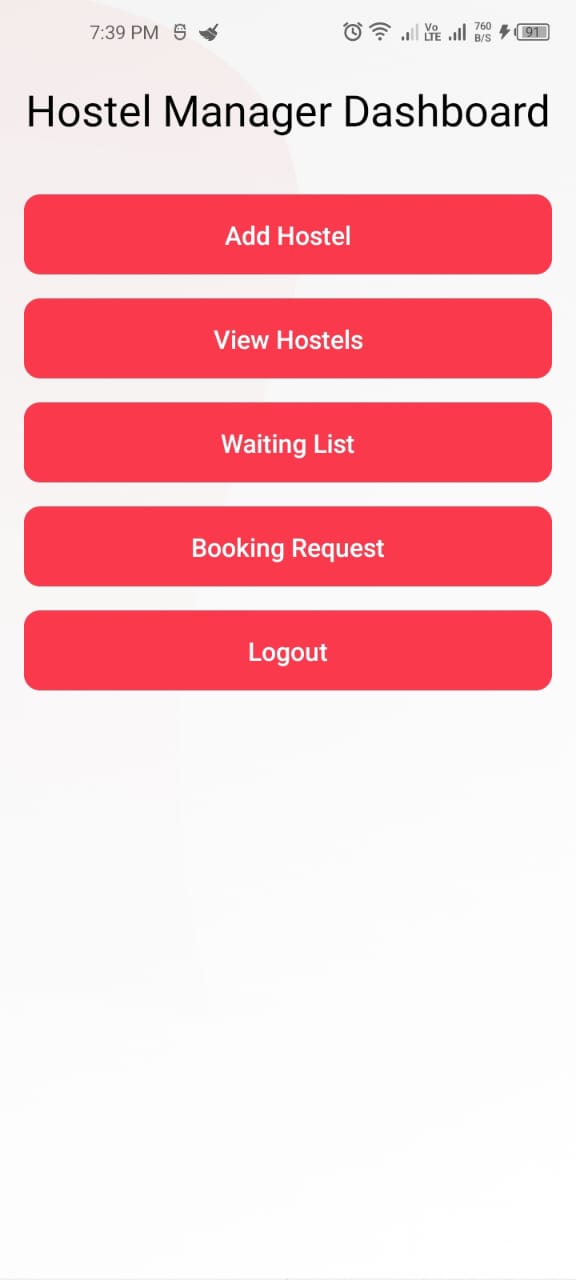 7:39 PM Vo LTE 760 B/S 91
Hostel Manager Dashboard
Add Hostel
View Hostels
Waiting List
Booking Request
Logout